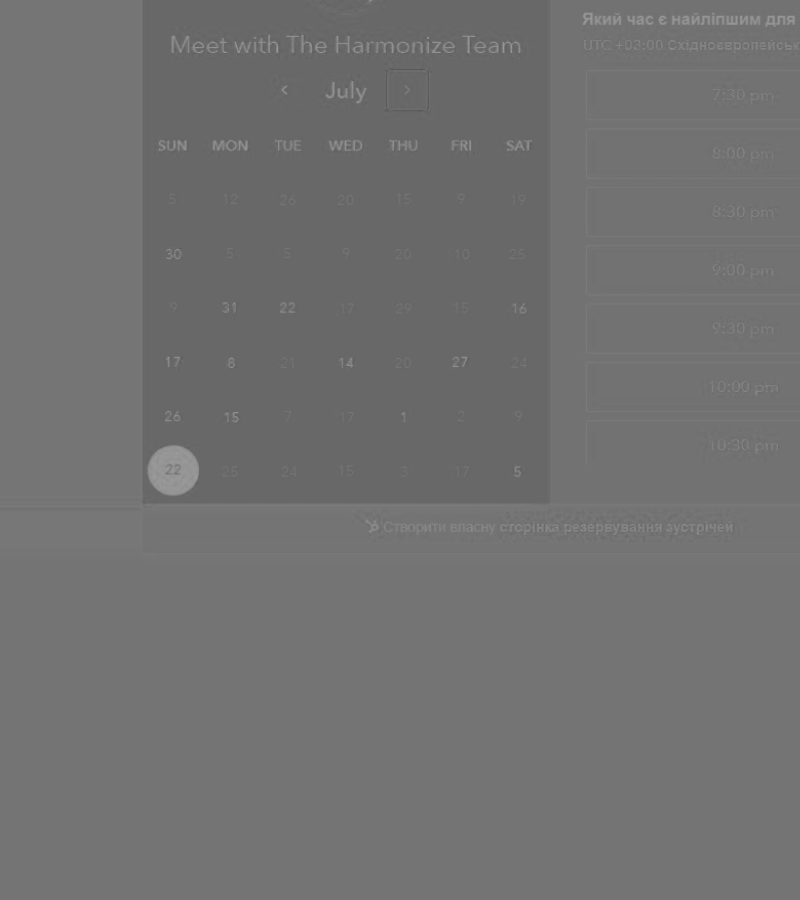 Meet with The Harmonize Team
‹ July ›
SUN MON TUE WED THU FRI SAT
5 12 26 20 15 9 19
30 5 5 9 20 10 25
9 31 22 17 29 15 16
17 8 21 14 20 27 24
26 15 7 17 1 2 9
22 25 24 15 3 17 5
Який час є найліпшим для
UTC +03:00
7:30 pm
8:00 pm
8:30 pm
9:00 pm
9:30 pm
10:00 pm
10:30 pm
Створити власну сторінка резервування зустрічей